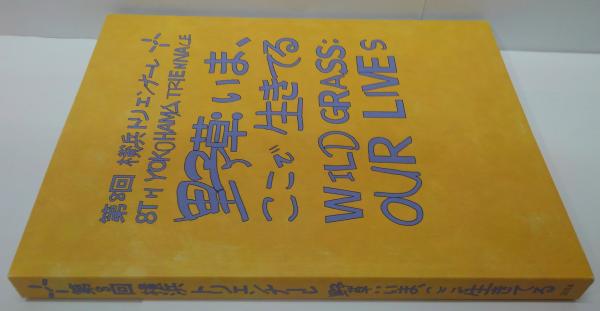 第8回 横浜トリエンナーレ
8TH YOKOHAMA TRIENNALE
野草:いま、
ここで生きてる
WILD GRASS:
OUR LIVES
第8回 横浜トリエンナーレ 野草:いま、ここで生きてる